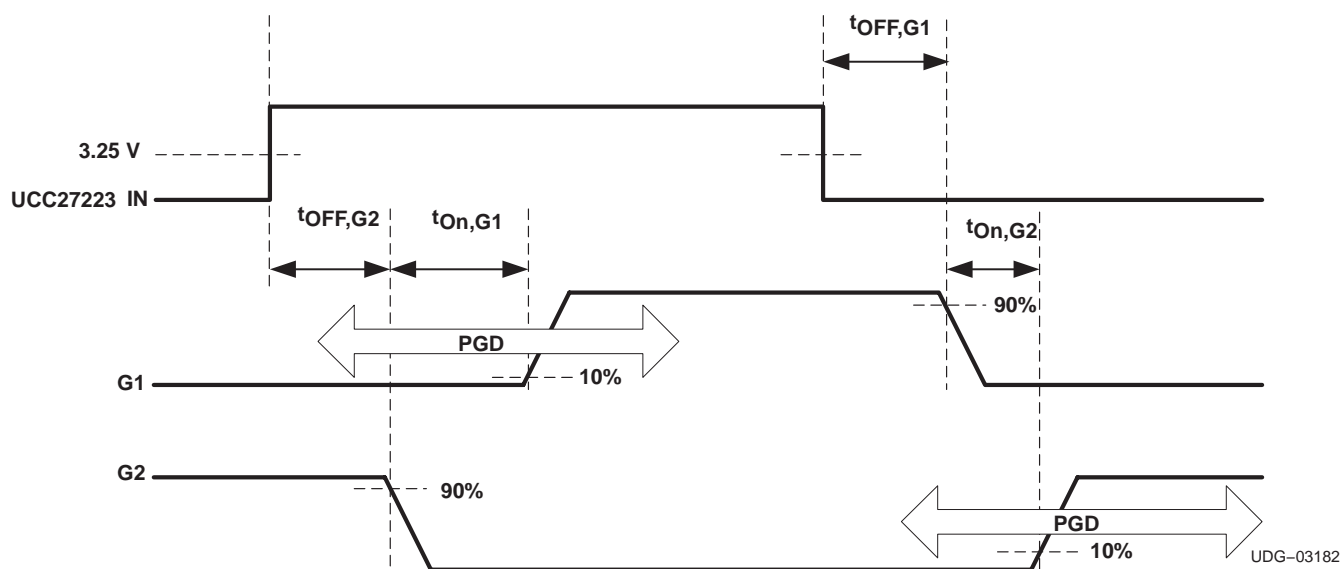 tOFF,G1
3.25 V
UCC27223 IN
tOFF,G2
tOn,G1
tOn,G2
90%
PGD
10%
G1
G2
90%
PGD
10%
UDG–03182